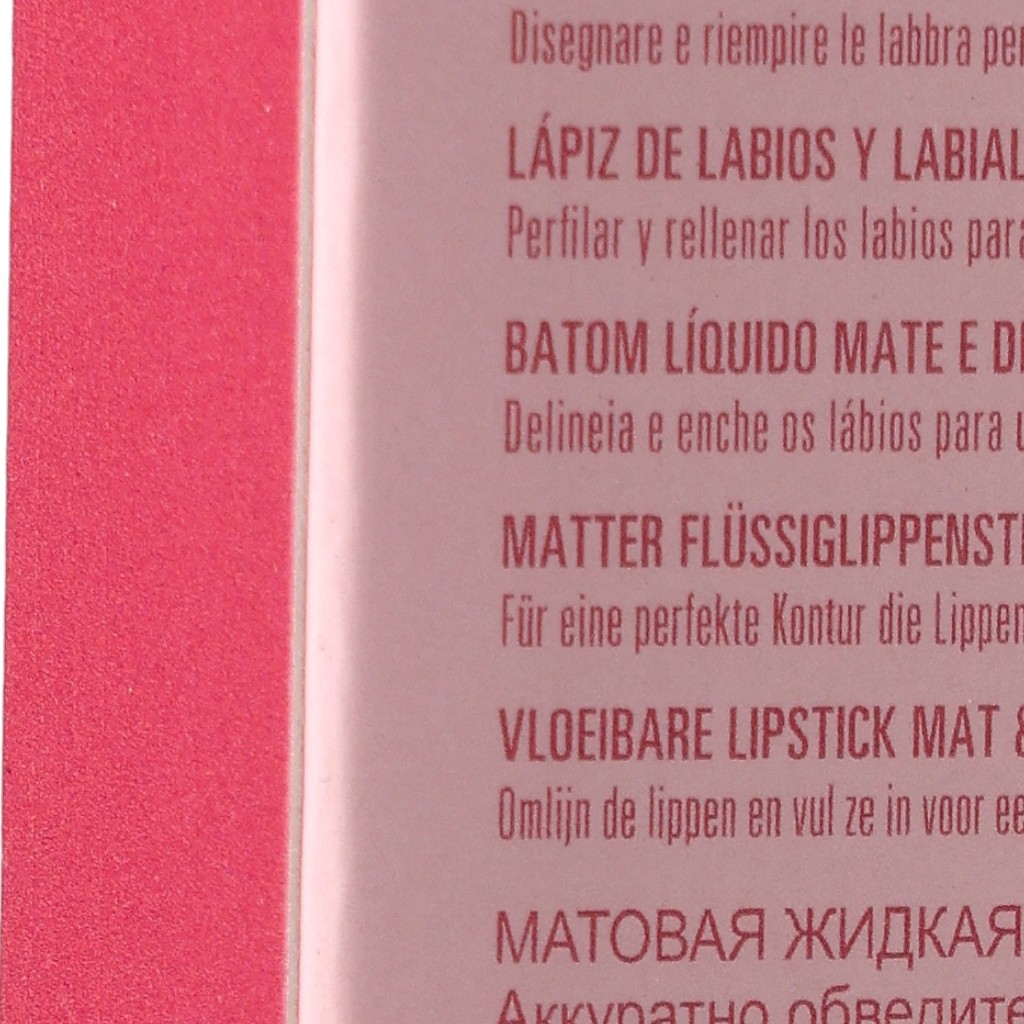 Disegnare e riempire le labbra per
LÁPIZ DE LABIOS Y LABIAL
Perfilar y rellenar los labios para
BATOM LÍQUIDO MATE E
Delineia e enche os lábios para
MATTER
Für eine perfekte Kontur die Lippen
VLOEIBARE LIPSTICK MAT &
Omlijn de lippen en vul ze in voor
МАТОВАЯ ЖИДКАЯ
Аккуратно обведите